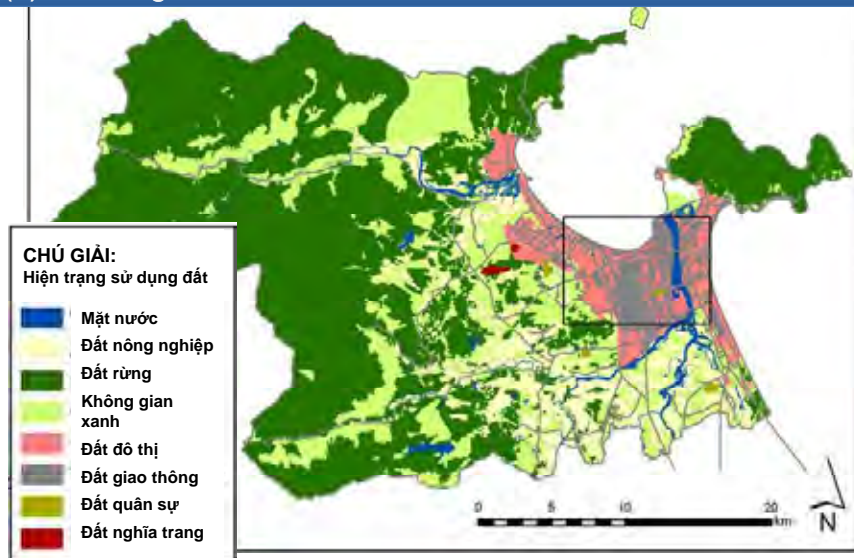 CHÚ GIẢI:
Hiện trạng sử dụng đất
Mặt nước
Đất nông nghiệp
Đất rừng
Không gian
xanh
Đất đô thị
Đất giao thông
Đất quân sự
Đất nghĩa trang
0 5 10 20
km
N